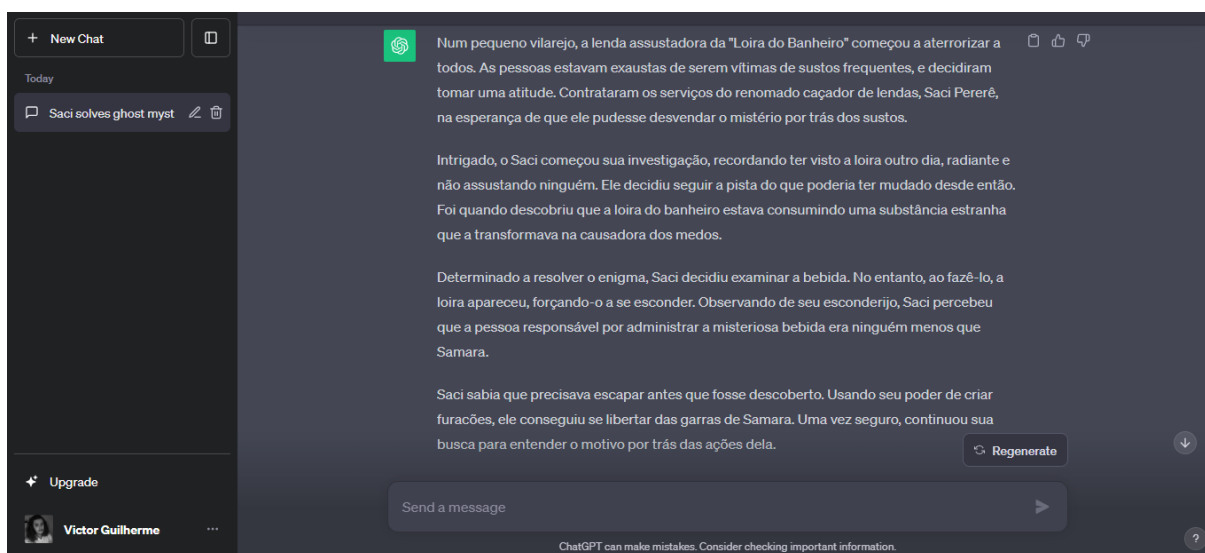 + New Chat
Today
Saci solves ghost myst
Num pequeno vilarejo, a lenda assustadora da "Loira do Banheiro" começou a aterrorizar a
todos. As pessoas estavam exaustas de serem vítimas de sustos frequentes, e decidiram
tomar uma atitude. Contrataram os serviços do renomado caçador de lendas, Saci Pererê,
na esperança de que ele pudesse desvendar o mistério por trás dos sustos.
Intrigado, o Saci começou sua investigação, recordando ter visto a loira outro dia, radiante e
não assustando ninguém. Ele decidiu seguir a pista do que poderia ter mudado desde então.
Foi quando descobriu que a loira do banheiro estava consumindo uma substância estranha
que a transformava na causadora dos medos.
Determinado a resolver o enigma, Saci decidiu examinar a bebida. No entanto, ao fazê-lo, a
loira apareceu, forçando-o a se esconder. Observando de seu esconderijo, Saci percebeu
que a pessoa responsável por administrar a misteriosa bebida era ninguém menos que
Samara.
Saci sabia que precisava escapar antes que fosse descoberto. Usando seu poder de criar
furacões, ele conseguiu se libertar das garras de Samara. Uma vez seguro, continuou sua
busca para entender o motivo por trás das ações dela.
Regenerate
Upgrade
Victor Guilherme
...
Send a message
ChatGPT can make mistakes. Consider checking important information.
?